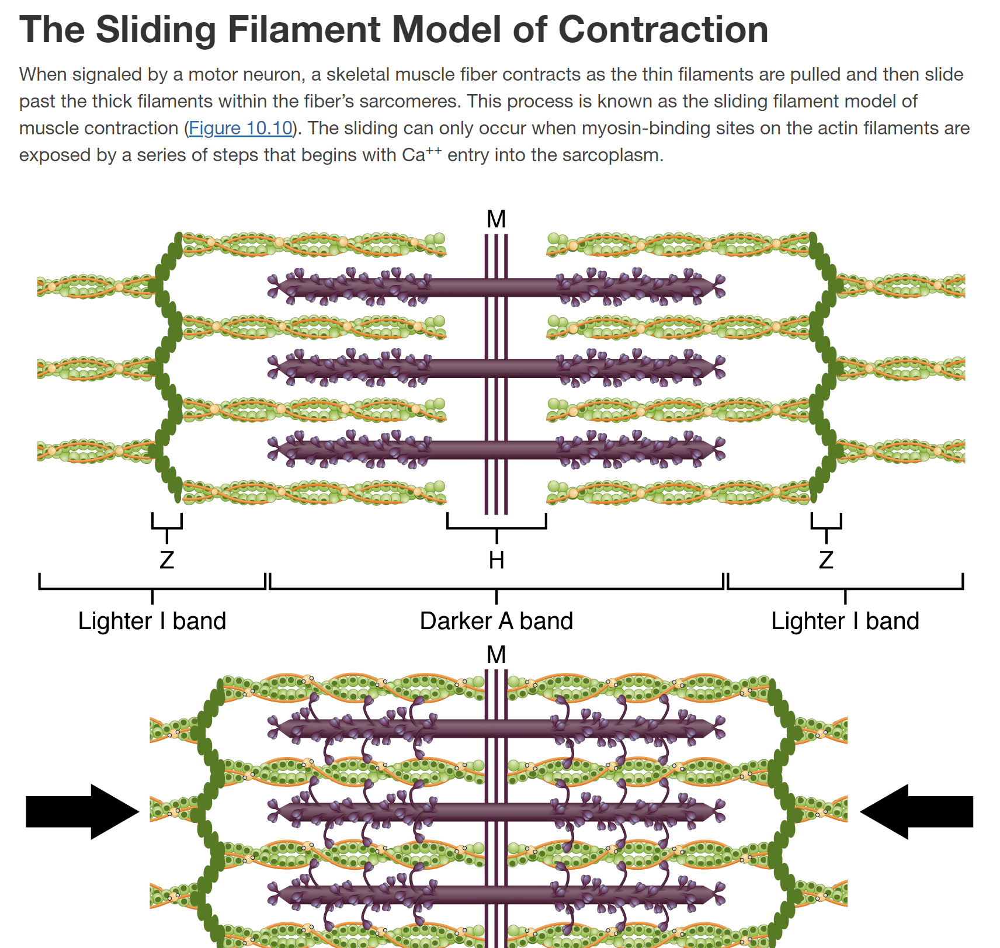 The Sliding Filament Model of Contraction
When signaled by a motor neuron, a skeletal muscle fiber contracts as the thin filaments are pulled and then slide
past the thick filaments within the fiber’s sarcomeres. This process is known as the sliding filament model of
muscle contraction (Figure 10.10). The sliding can only occur when myosin-binding sites on the actin filaments are
exposed by a series of steps that begins with Ca⁺⁺ entry into the sarcoplasm.
M
Z H Z
Lighter I band Darker A band Lighter I band
M